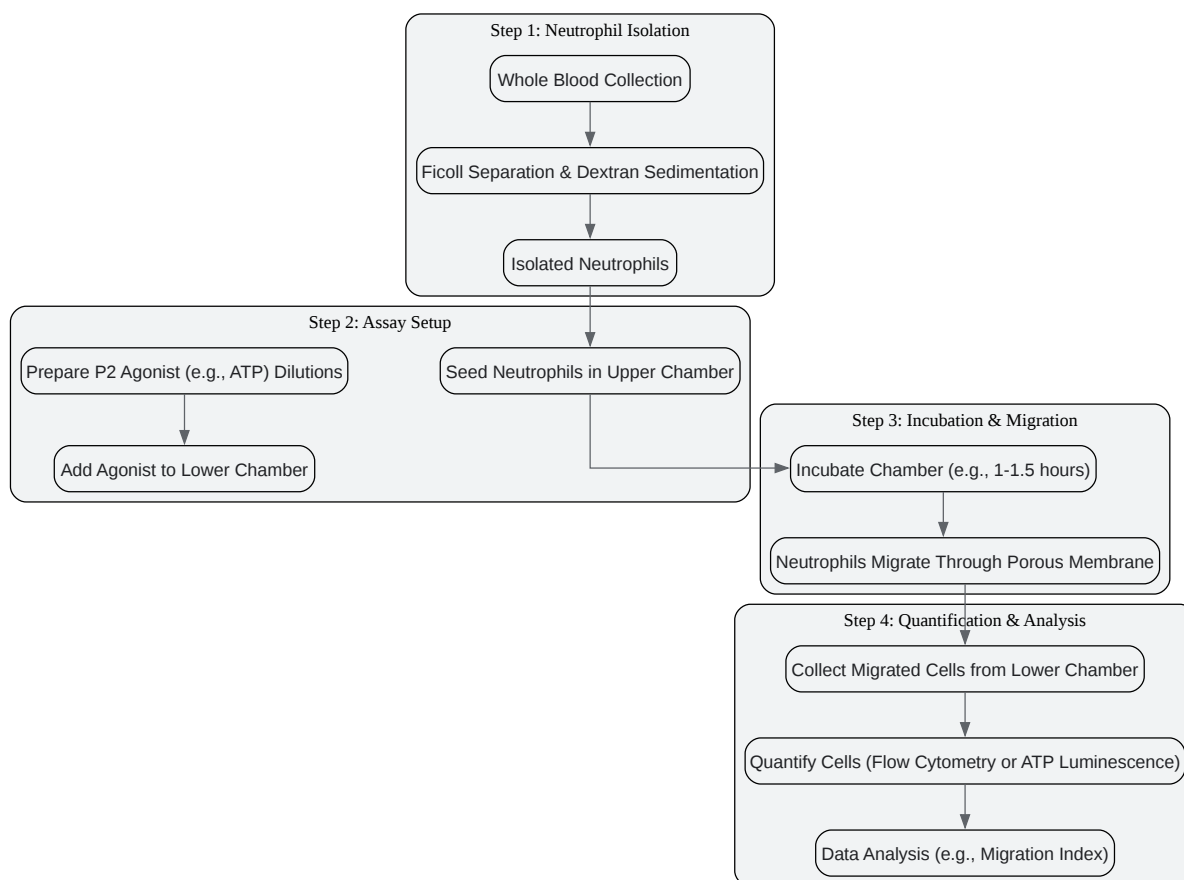 Step 1: Neutrophil Isolation
Whole Blood Collection
Ficoll Separation & Dextran Sedimentation
Isolated Neutrophils
Step 2: Assay Setup
Prepare P2 Agonist (e.g., ATP) Dilutions
Seed Neutrophils in Upper Chamber
Add Agonist to Lower Chamber
Step 3: Incubation & Migration
Incubate Chamber (e.g., 1-1.5 hours)
Neutrophils Migrate Through Porous Membrane
Step 4: Quantification & Analysis
Collect Migrated Cells from Lower Chamber
Quantify Cells (Flow Cytometry or ATP Luminescence)
Data Analysis (e.g., Migration Index)